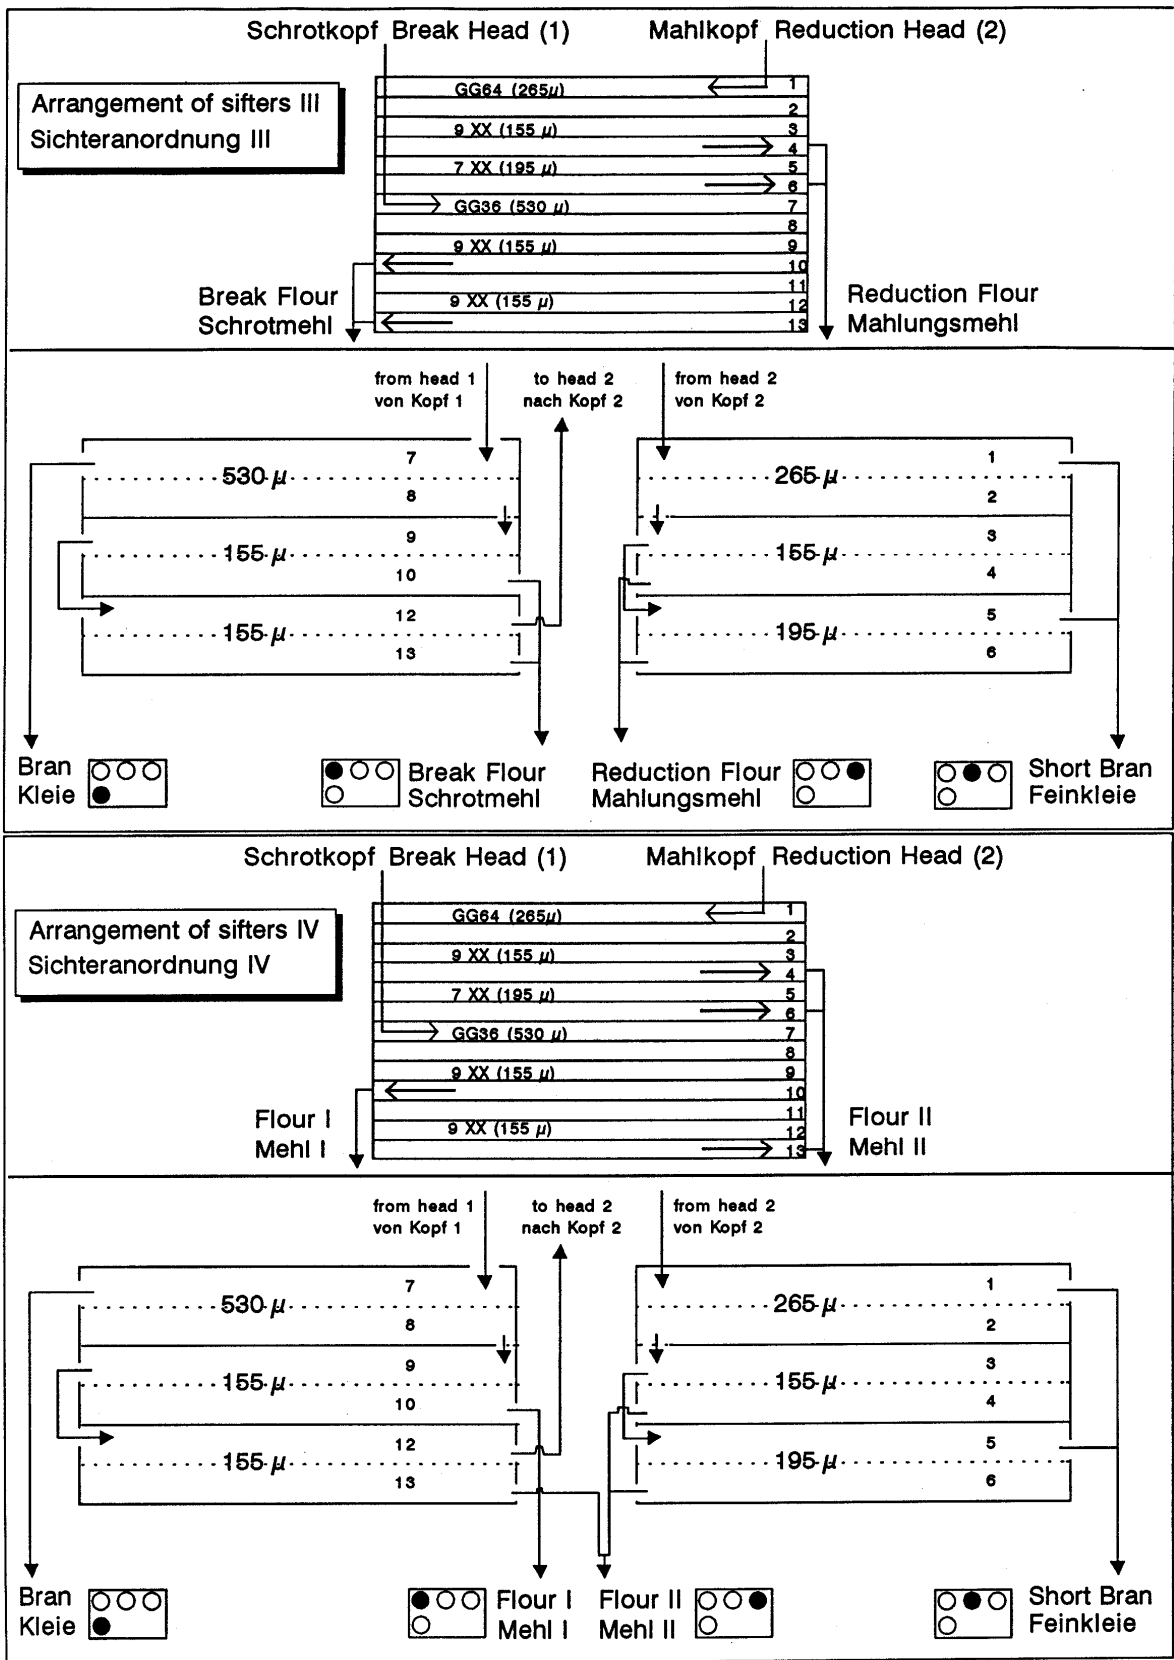 Schrotkopf Break Head (1)
Mahlkopf Reduction Head (2)
Arrangement of sifters III
Sichteranordnung III
GG64 (265µ) 1
2
9 XX (155 µ) 3
4
7 XX (195 µ) 5
6
GG36 (530 µ) 7
8
9 XX (155 µ) 9
10
11
9 XX (155 µ) 12
13
Break Flour
Schrotmehl
Reduction Flour
Mahlungsmehl
from head 1
von Kopf 1
to head 2
nach Kopf 2
from head 2
von Kopf 2
7
530 µ
8
9
155 µ
10
12
155 µ
13
1
265 µ
2
3
155 µ
4
5
195 µ
6
Bran
Kleie
Break Flour
Schrotmehl
Reduction Flour
Mahlungsmehl
Short Bran
Feinkleie
Schrotkopf Break Head (1)
Mahlkopf Reduction Head (2)
Arrangement of sifters IV
Sichteranordnung IV
GG64 (265µ) 1
2
9 XX (155 µ) 3
4
7 XX (195 µ) 5
6
GG36 (530 µ) 7
8
9 XX (155 µ) 9
10
11
9 XX (155 µ) 12
13
Flour I
Mehl I
Flour II
Mehl II
from head 1
von Kopf 1
to head 2
nach Kopf 2
from head 2
von Kopf 2
7
530 µ
8
9
155 µ
10
12
155 µ
13
1
265 µ
2
3
155 µ
4
5
195 µ
6
Bran
Kleie
Flour I
Mehl I
Flour II
Mehl II
Short Bran
Feinkleie